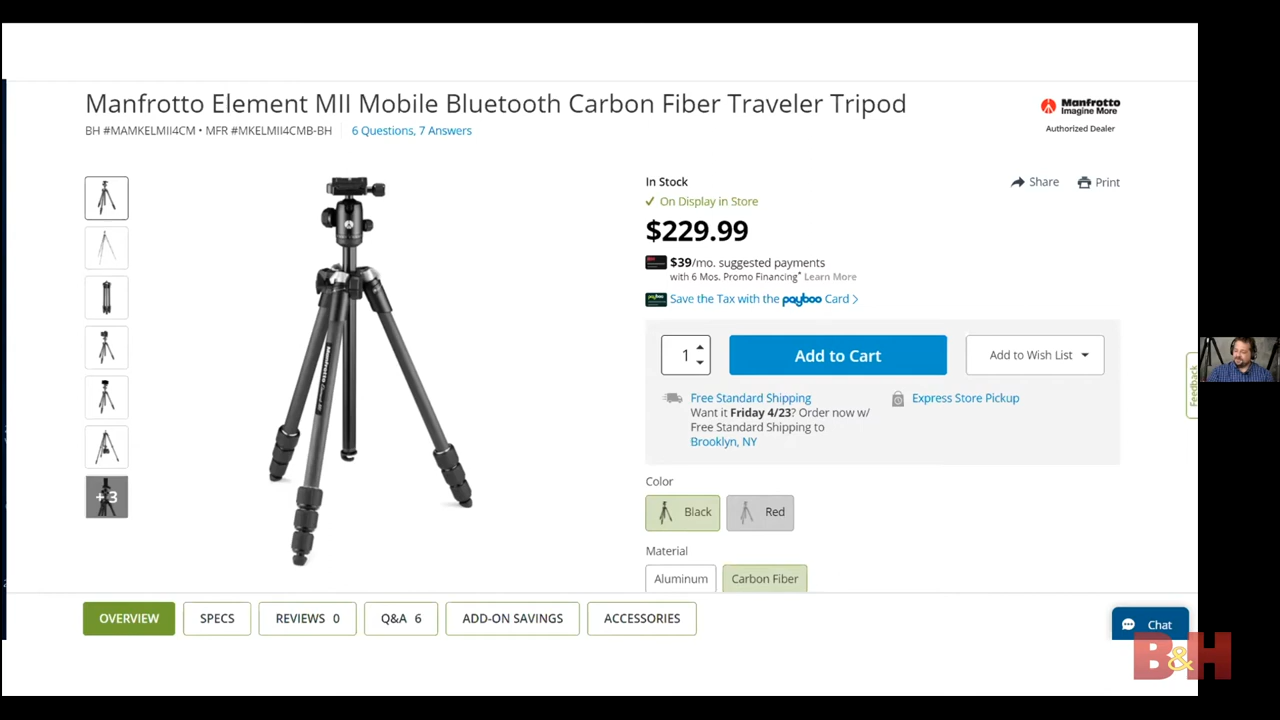 Manfrotto Element MII Mobile Bluetooth Carbon Fiber Traveler Tripod
BH #MAMKELMII4CM • MFR #MKELMII4CMB-BH
6 Questions, 7 Answers
Manfrotto
Imagine More
Authorized Dealer
In Stock
Share
Print
On Display in Store
$229.99
$39/mo. suggested payments
with 6 Mos. Promo Financing* Learn More
Save the Tax with the payboo Card >
1
Add to Cart
Add to Wish List
Free Standard Shipping
Want it Friday 4/23? Order now w/
Free Standard Shipping to
Brooklyn, NY
Express Store Pickup
Feedback
+3
Color
Black
Red
Material
Aluminum
Carbon Fiber
Manfrotto
OVERVIEW
SPECS
REVIEWS 0
Q&A 6
ADD-ON SAVINGS
ACCESSORIES
Chat
B&H